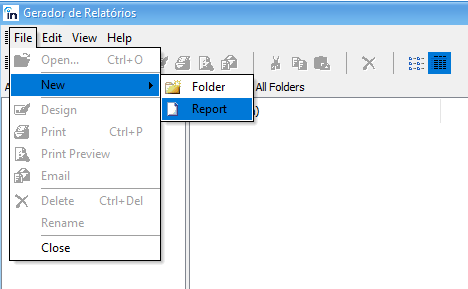 in Gerador de Relatórios
File Edit View Help
Open... Ctrl+O
New
Folder
All Folders
Report
Design
Print Ctrl+P
Print Preview
Email
Delete Ctrl+Del
Rename
Close